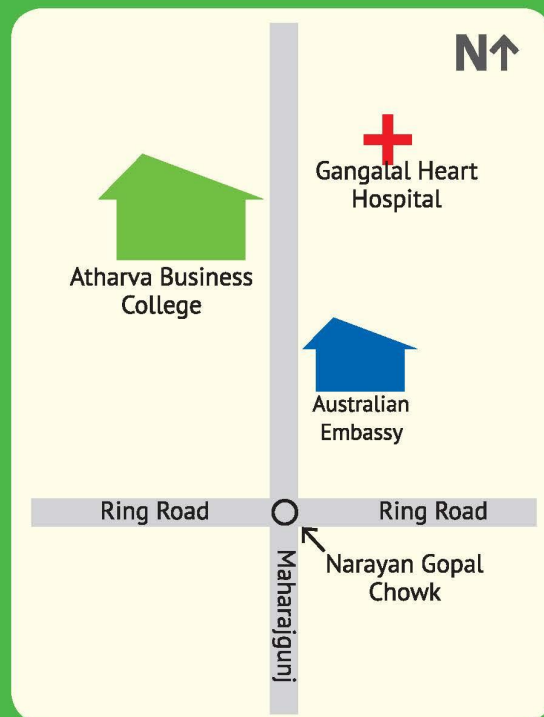 N
Gangalal Heart
Hospital
Atharva Business
College
Australian
Embassy
Ring Road
Ring Road
Narayan Gopal
Chowk
Maharajgunj